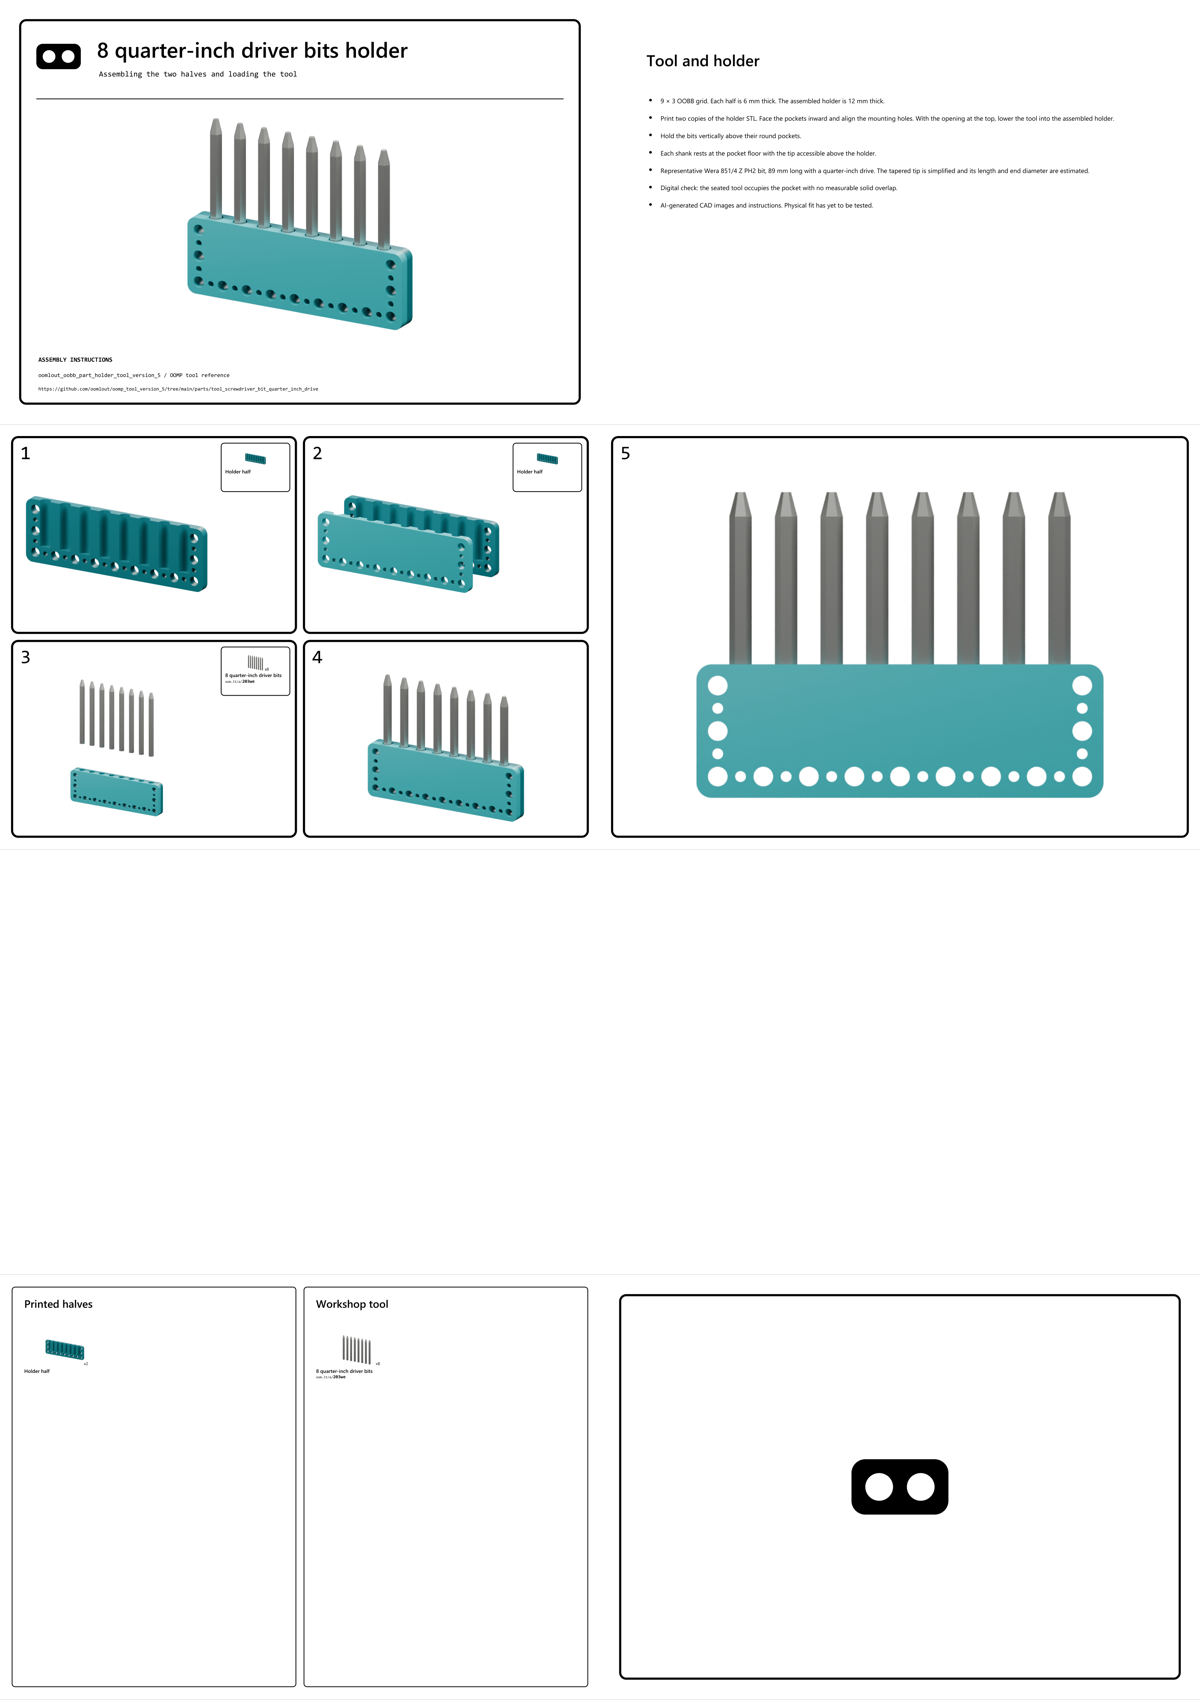 8 quarter-inch driver bits holder
Assembling the two halves and loading the tool
ASSEMBLY INSTRUCTIONS
oomlout_oobb_part_holder_tool_version_5 / OOMP tool reference
https://github.com/oomlout/oomp_tool_version_5/tree/main/parts/tool_screwdriver_bit_quarter_inch_drive
Tool and holder
• 9 × 3 OOBB grid. Each half is 6 mm thick. The assembled holder is 12 mm thick.
• Print two copies of the holder STL. Face the pockets inward and align the mounting holes. With the opening at the top, lower the tool into the assembled holder.
• Hold the bits vertically above their round pockets.
• Each shank rests at the pocket floor with the tip accessible above the holder.
• Representative Wera 851/4 Z PH2 bit, 89 mm long with a quarter-inch drive. The tapered tip is simplified and its length and end diameter are estimated.
• Digital check: the seated tool occupies the pocket with no measurable solid overlap.
• AI-generated CAD images and instructions. Physical fit has yet to be tested.
1
Holder half
2
Holder half
3
x8
8 quarter-inch driver bits
4
5
Printed halves
x2
Holder half
Workshop tool
x8
8 quarter-inch driver bits